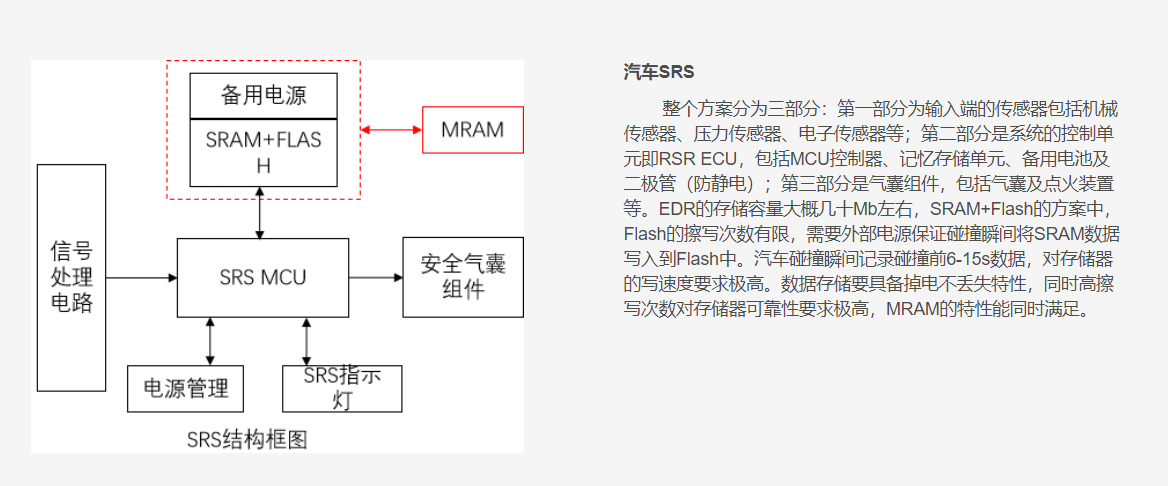 备用电源
SRAM+FLAS
H
MRAM
信号
处理
电路
SRS MCU
安全气囊
组件
电源管理
SRS指示
灯
SRS结构框图
汽车SRS
整个方案分为三部分：第一部分为输入端的传感器包括机械
传感器、压力传感器、电子传感器等；第二部分是系统的控制单
元即RSR ECU，包括MCU控制器、记忆存储单元、备用电池及
二极管（防静电）；第三部分是气囊组件，包括气囊及点火装置
等。EDR的存储容量大概几十Mb左右，SRAM+Flash的方案中，
Flash的擦写次数有限，需要外部电源保证碰撞瞬间将SRAM数据
写入到Flash中。汽车碰撞瞬间记录碰撞前6-15s数据，对存储器
的写速度要求极高。数据存储要具备掉电不丢失特性，同时高擦
写次数对存储器可靠性要求极高，MRAM的特性能同时满足。